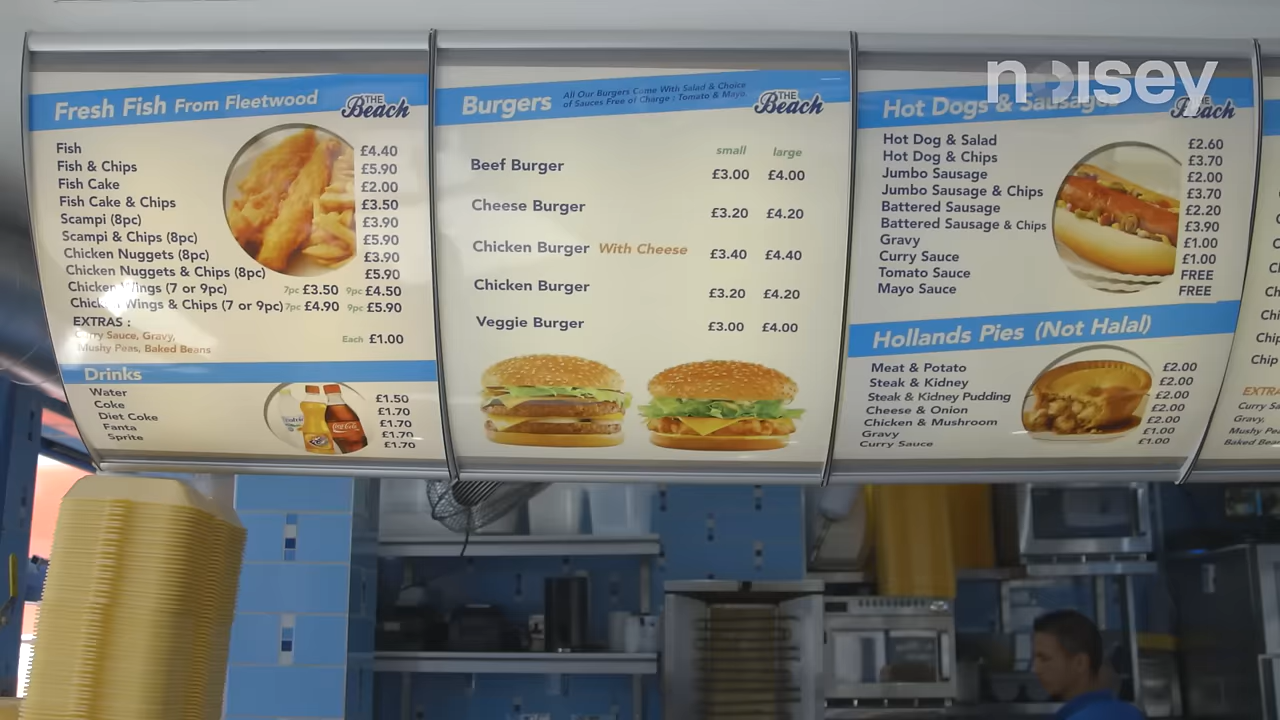 noisey
Fresh Fish From Fleetwood
THE
Beach
Fish £4.40
Fish & Chips £5.90
Fish Cake £2.00
Fish Cake & Chips £3.50
Scampi (8pc) £3.90
Scampi & Chips (8pc) £5.90
Chicken Nuggets (8pc) £3.90
Chicken Nuggets & Chips (8pc) £5.90
Wings (7 or 9pc) 7pc £3.50 9pc £4.50
Wings & Chips (7 or 9pc) 7pc £4.90 9pc £5.90
EXTRAS :
Curry Sauce, Gravy,
Mushy Peas, Baked Beans
Each £1.00
Drinks
Water £1.50
Coke £1.70
Diet Coke £1.70
Fanta £1.70
Sprite £1.70
Coca-Cola
Burgers
All Our Burgers Come With Salad & Choice
of Sauces Free of Charge : Tomato & Mayo.
THE
Beach
small large
Beef Burger £3.00 £4.00
Cheese Burger £3.20 £4.20
Chicken Burger With Cheese £3.40 £4.40
Chicken Burger £3.20 £4.20
Veggie Burger £3.00 £4.00
Hot Dogs & Sausages
THE
Beach
Hot Dog & Salad £2.60
Hot Dog & Chips £3.70
Jumbo Sausage £2.00
Jumbo Sausage & Chips £3.70
Battered Sausage £2.20
Battered Sausage & Chips £3.90
Gravy £1.00
Curry Sauce £1.00
Tomato Sauce FREE
Mayo Sauce FREE
Hollands Pies (Not Halal)
Meat & Potato £2.00
Steak & Kidney £2.00
Steak & Kidney Pudding £2.00
Cheese & Onion £2.00
Chicken & Mushroom £2.00
Gravy £1.00
Curry Sauce £1.00
Chi
Chip
Chip
EXTRA
Curry S
Gravy,
Mushy Pe
Baked Bean